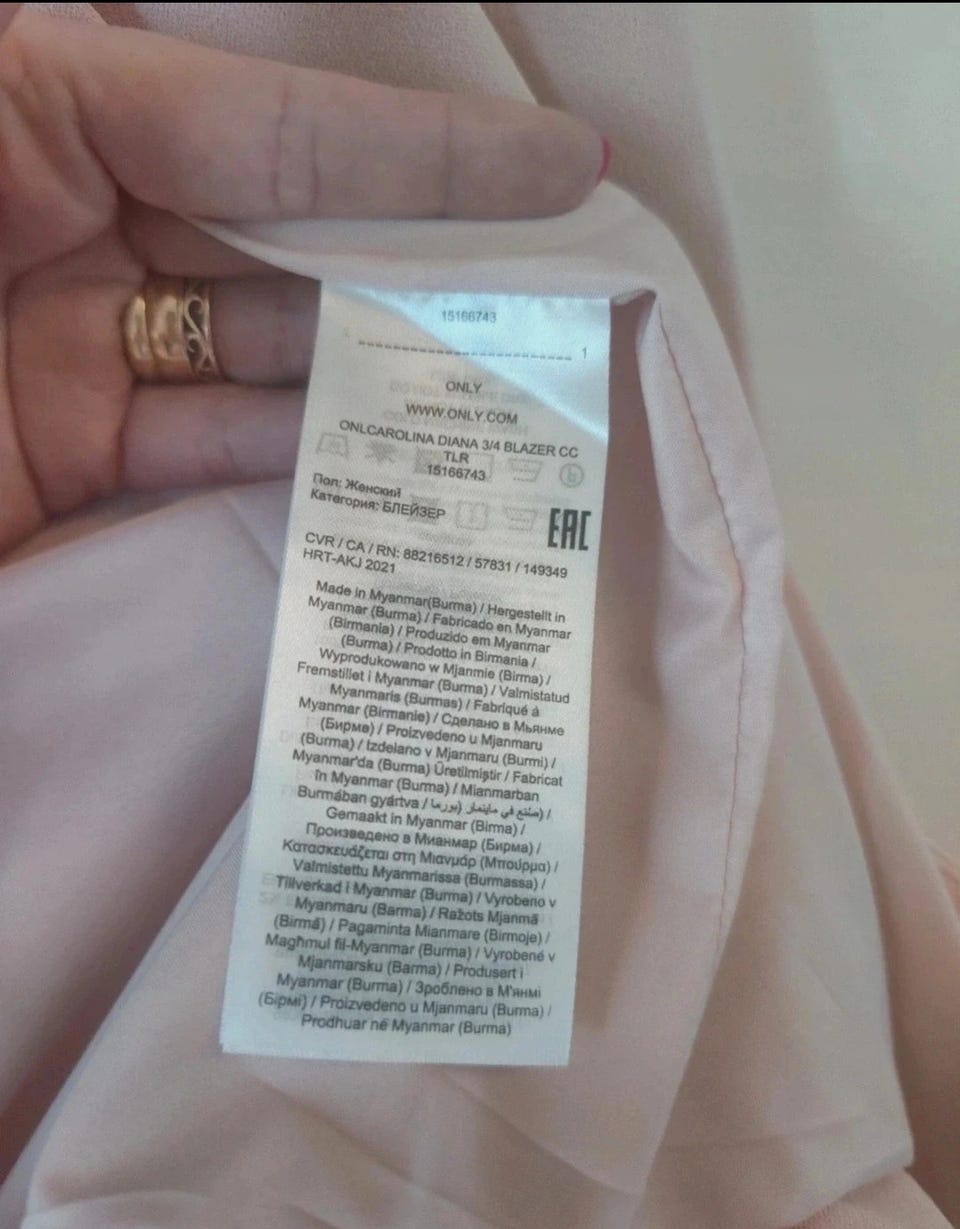 15166743
1
ONLY
WWW.ONLY.COM
ONLCAROLINA DIANA 3/4 BLAZER CC
TLR
15166743
Пол: Женский
Категория: БЛЕЙЗЕР
EAC
CVR / CA / RN: 88216512 / 57831 / 149349
HRT-AKJ 2021
Made in Myanmar(Burma) / Hergestellt in
Myanmar (Burma) / Fabricado en Myanmar
(Birmania) / Produzido em Myanmar
(Burma) / Prodotto in Birmania /
Wyprodukowano w Mjanmie (Birma) /
Fremstillet i Myanmar (Burma) / Valmistatud
Myanmaris (Burmas) / Fabriqué à
Myanmar (Birmanie) / Сделано в Мьянме
(Бирме) / Proizvedeno u Mjanmaru
(Burma) / Izdelano v Mjanmaru (Burmi) /
Myanmar'da (Burma) Üretilmiştir / Fabricat
în Myanmar (Burma) / Mianmarban
Burmában gyártva / صنع في ماينمار (بورما) /
Gemaakt in Myanmar (Birma) /
Произведено в Мианмар (Бирма) /
Κατασκευάζεται στη Μιανμάρ (Μπούρμα) /
Valmistettu Myanmarissa (Burmassa) /
Tillverkad i Myanmar (Burma) / Vyrobeno v
Myanmaru (Barma) / Ražots Mjanmā
(Birmā) / Pagaminta Mianmare (Birmoje) /
Magħmul fil-Myanmar (Burma) / Vyrobené v
Mjanmarsku (Barma) / Produsert i
Myanmar (Burma) / Зроблено в М'янмі
(Бірмі) / Proizvedeno u Mjanmaru (Burma) /
Prodhuar në Myanmar (Burma)